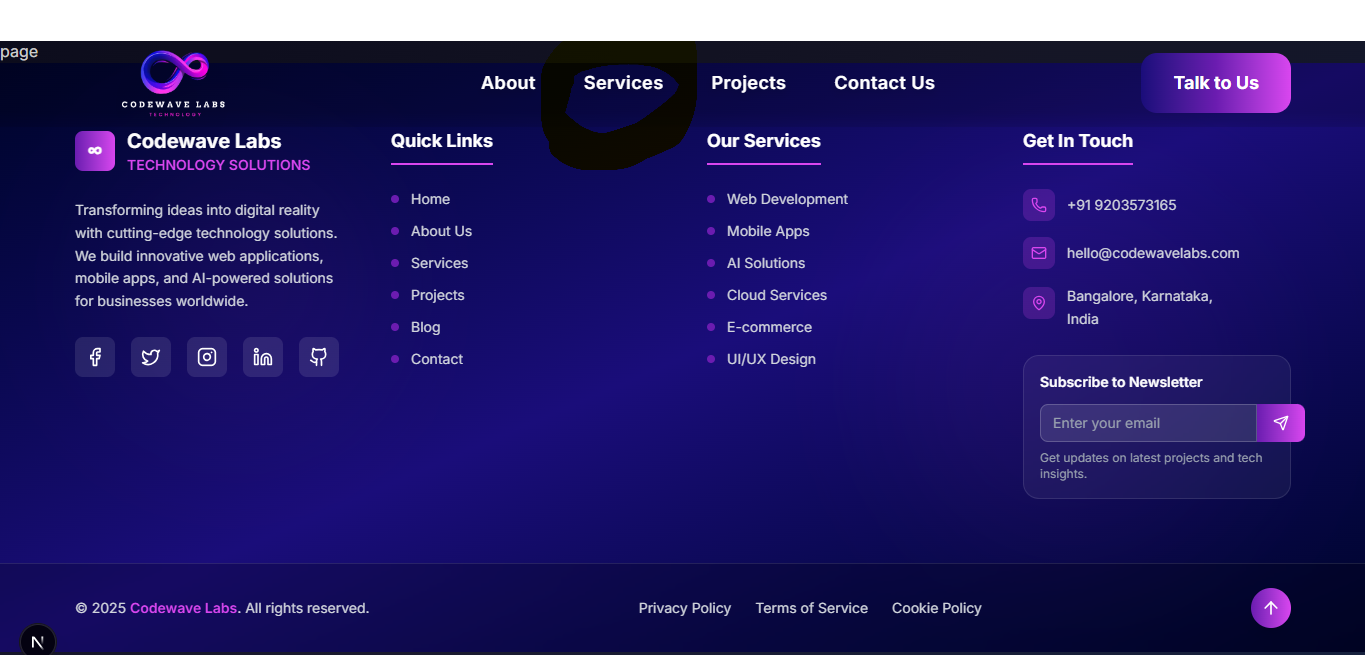 page
CODEWAVE LABS
TECHNOLOGY
About
Services
Projects
Contact Us
Talk to Us
Codewave Labs
TECHNOLOGY SOLUTIONS
Transforming ideas into digital reality
with cutting-edge technology solutions.
We build innovative web applications,
mobile apps, and AI-powered solutions
for businesses worldwide.
Quick Links
Home
About Us
Services
Projects
Blog
Contact
Our Services
Web Development
Mobile Apps
AI Solutions
Cloud Services
E-commerce
UI/UX Design
Get In Touch
+91 9203573165
hello@codewavelabs.com
Bangalore, Karnataka,
India
Subscribe to Newsletter
Enter your email
Get updates on latest projects and tech
insights.
© 2025 Codewave Labs. All rights reserved.
Privacy Policy
Terms of Service
Cookie Policy
N